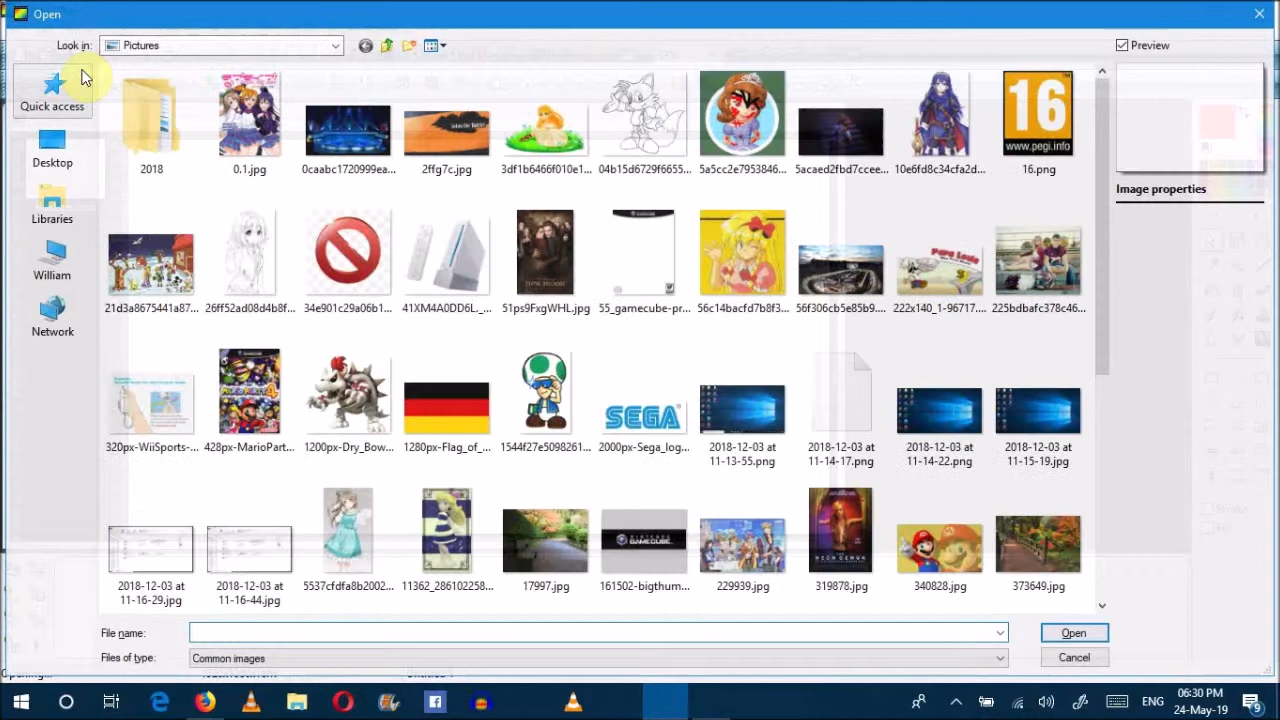 Open
Look in:
Pictures
Preview
Quick access
Desktop
Libraries
William
Network
Image properties
16
www.pegi.info
2018
0.1.jpg
0caabc1720999ea...
2ffg7c.jpg
3df1b6466f010e1...
04b15d6729f6655...
5a5cc2e7953846...
5acaed2fbd7ccee...
10e6fd8c34cfa2d...
16.png
21d3a8675441a87...
26ff52ad08d4b8f...
34e901c29a06b1...
41XM4A0DD6L._...
51ps9FxgWHL.jpg
55_gamecube-pr...
56c14bacfd7b8f3...
56f306cb5e85b9...
222x140_1-96717...
225bdbafc378c46...
SEGA
320px-WiiSports-...
428px-MarioPart...
1200px-Dry_Bow...
1280px-Flag_of_...
1544f27e5098261...
2000px-Sega_log...
2018-12-03 at
11-13-55.png
2018-12-03 at
11-14-17.png
2018-12-03 at
11-14-22.png
2018-12-03 at
11-15-19.jpg
2018-12-03 at
11-16-29.jpg
2018-12-03 at
11-16-44.jpg
5537cfdfa8b2002...
11362_286102258...
17997.jpg
161502-bigthum...
229939.jpg
319878.jpg
340828.jpg
373649.jpg
File name:
Open
Files of type:
Common images
Cancel
ENG
06:30 PM
24-May-19
9